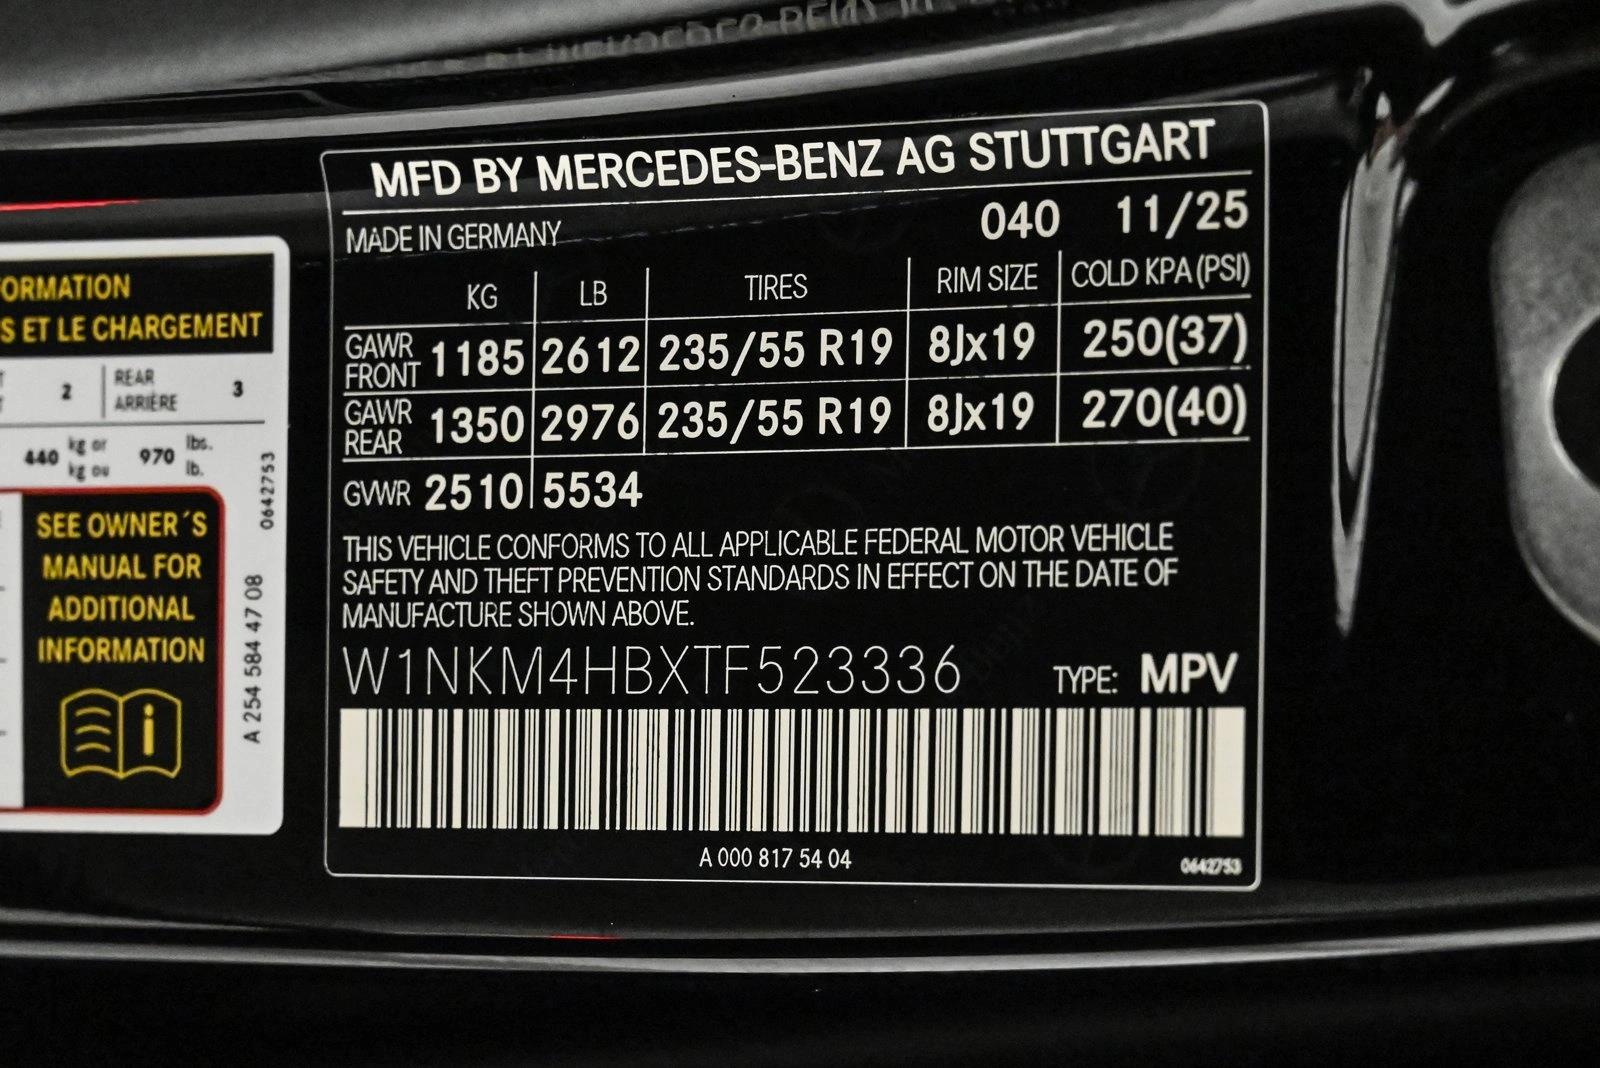 MFD BY MERCEDES-BENZ AG STUTTGART
MADE IN GERMANY 040 11/25
KG LB TIRES RIM SIZE COLD KPA (PSI)
GAWR FRONT 1185 2612 235/55 R19 8Jx19 250(37)
GAWR REAR 1350 2976 235/55 R19 8Jx19 270(40)
GVWR 2510 5534
THIS VEHICLE CONFORMS TO ALL APPLICABLE FEDERAL MOTOR VEHICLE
SAFETY AND THEFT PREVENTION STANDARDS IN EFFECT ON THE DATE OF
MANUFACTURE SHOWN ABOVE.
W1NKM4HBXTF523336 TYPE: MPV
A 000 817 54 04 0642753
ORMATION
S ET LE CHARGEMENT
2 REAR 3
ARRIÈRE
440 kg or 970 lbs.
kg ou lb.
0642753
SEE OWNER´S
MANUAL FOR
ADDITIONAL
INFORMATION
A 254 584 47 08